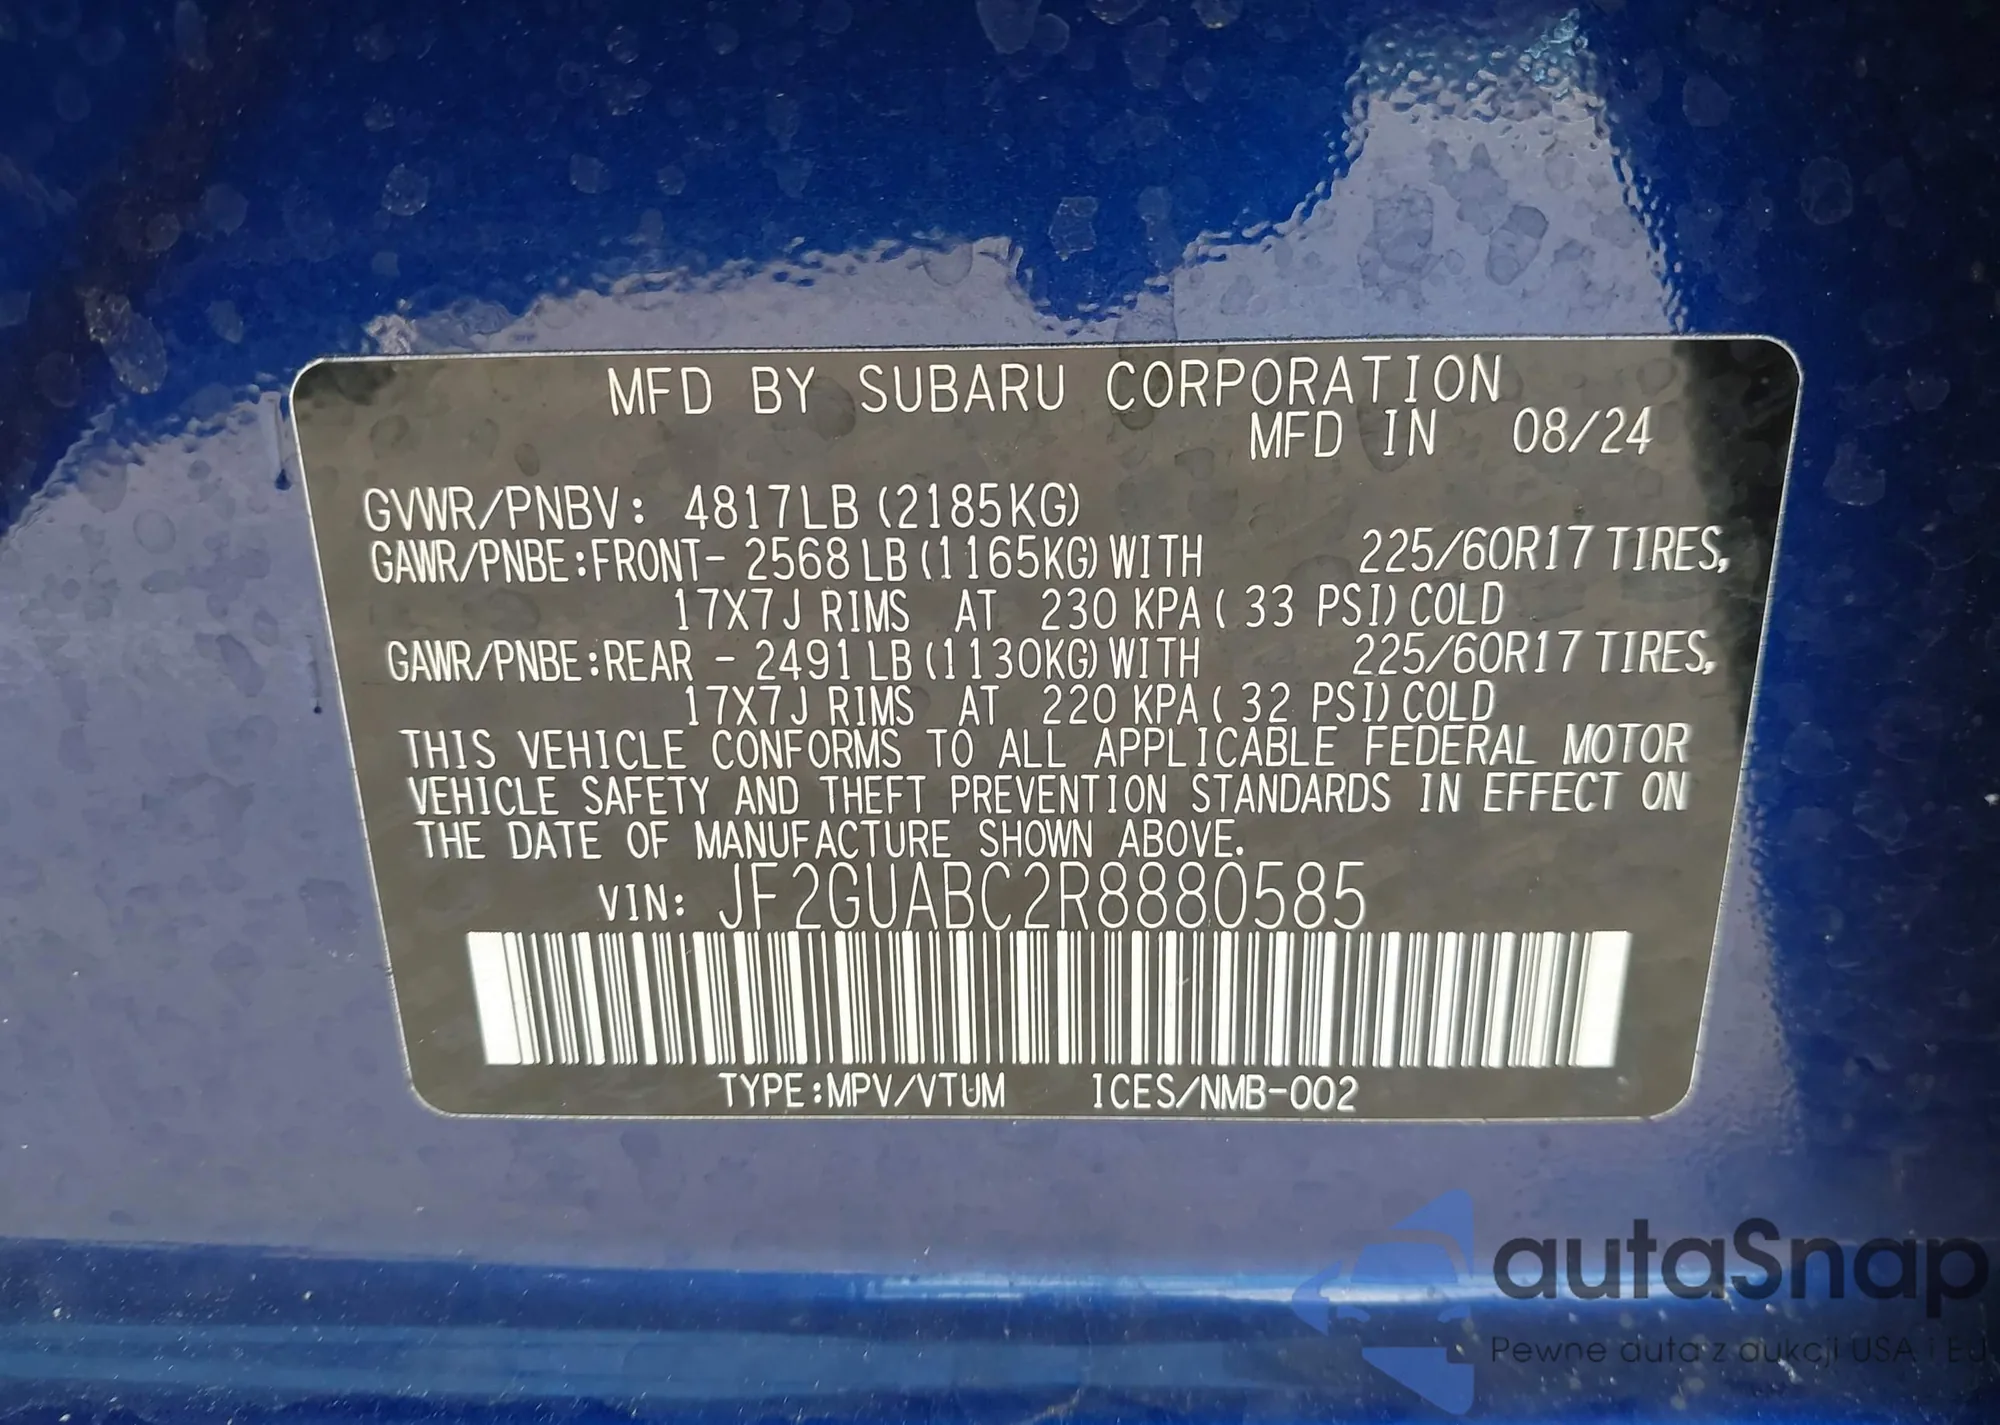 MFD BY SUBARU CORPORATION
MFD IN 08/24
GVWR/PNBV: 4817LB (2185KG)
GAWR/PNBE:FRONT- 2568 LB (1165KG) WITH 225/60R17 TIRES,
17X7J RIMS AT 230 KPA ( 33 PSI) COLD
GAWR/PNBE:REAR - 2491 LB (1130KG) WITH 225/60R17 TIRES,
17X7J RIMS AT 220 KPA ( 32 PSI) COLD
THIS VEHICLE CONFORMS TO ALL APPLICABLE FEDERAL MOTOR
VEHICLE SAFETY AND THEFT PREVENTION STANDARDS IN EFFECT ON
THE DATE OF MANUFACTURE SHOWN ABOVE.
VIN: JF2GUABC2R8880585
TYPE:MPV/VTUM ICES/NMB-002
autaSnap
Pewne auta z aukcji USA i EU